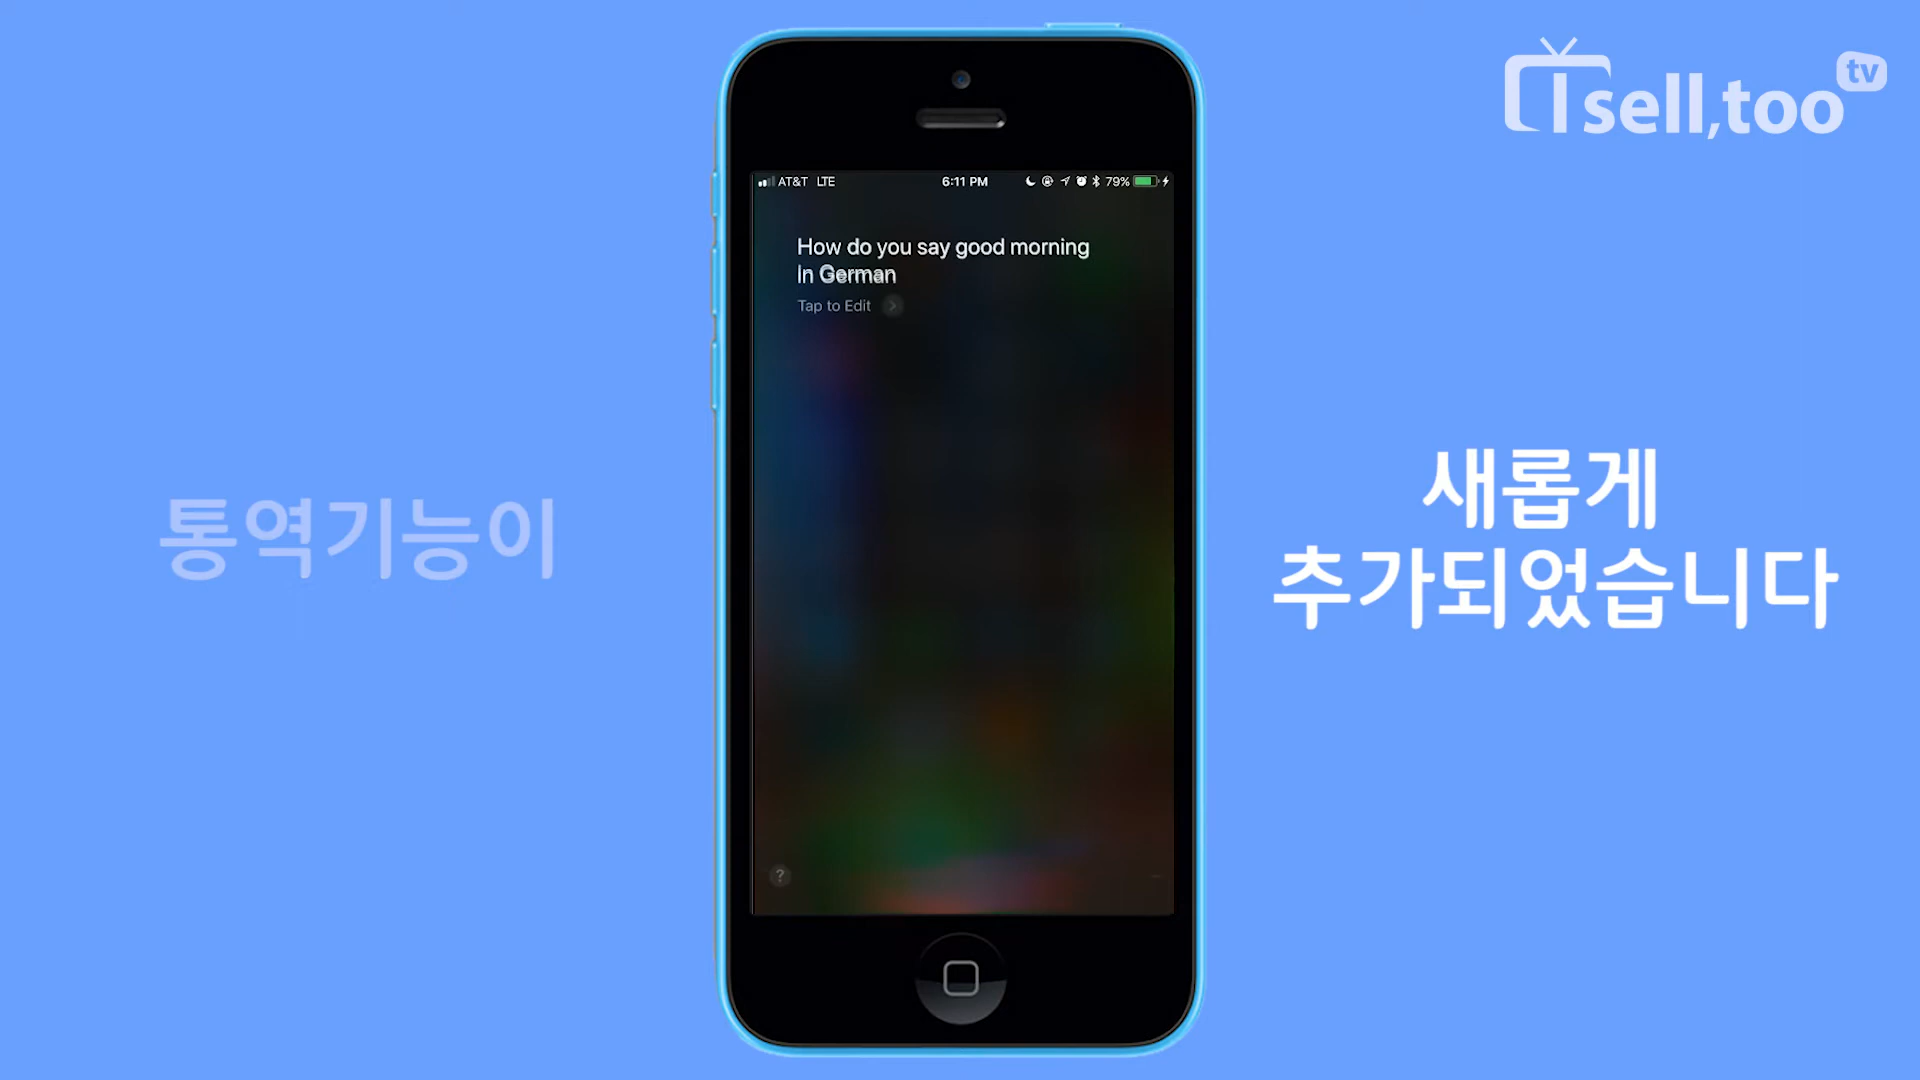 Isell,too tv
AT&T LTE 6:11 PM 79%
How do you say good morning
in German
Tap to Edit
통역기능이
새롭게
추가되었습니다
?